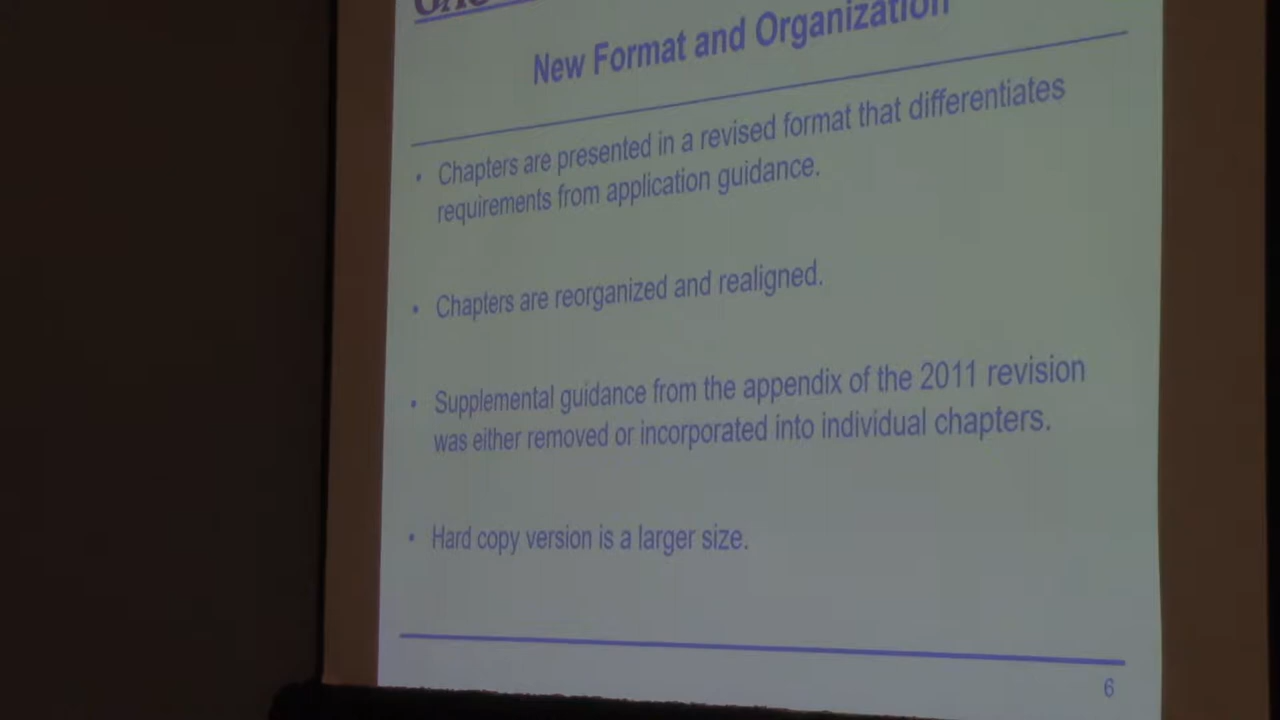 GAO
New Format and Organization
• Chapters are presented in a revised format that differentiates
requirements from application guidance.
• Chapters are reorganized and realigned.
• Supplemental guidance from the appendix of the 2011 revision
was either removed or incorporated into individual chapters.
• Hard copy version is a larger size.
6